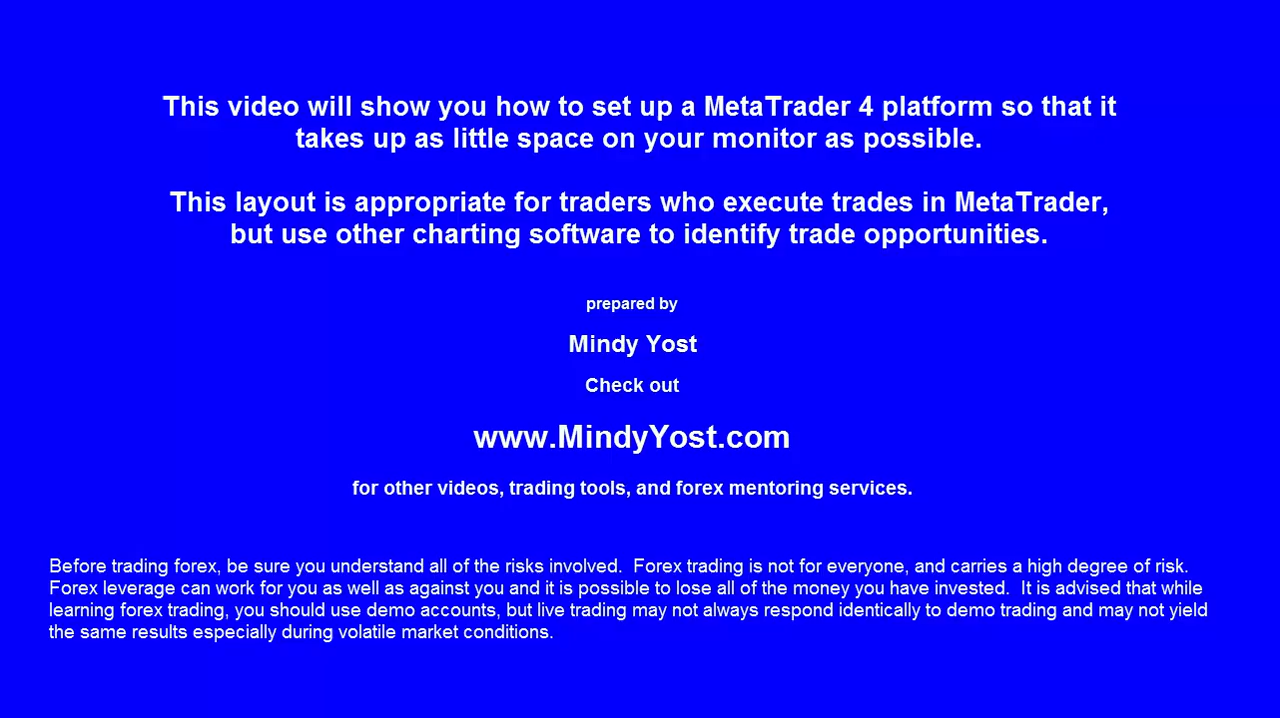 This video will show you how to set up a MetaTrader 4 platform so that it
takes up as little space on your monitor as possible.
This layout is appropriate for traders who execute trades in MetaTrader,
but use other charting software to identify trade opportunities.
prepared by
Mindy Yost
Check out
www.MindyYost.com
for other videos, trading tools, and forex mentoring services.
Before trading forex, be sure you understand all of the risks involved.  Forex trading is not for everyone, and carries a high degree of risk.
Forex leverage can work for you as well as against you and it is possible to lose all of the money you have invested.  It is advised that while
learning forex trading, you should use demo accounts, but live trading may not always respond identically to demo trading and may not yield
the same results especially during volatile market conditions.